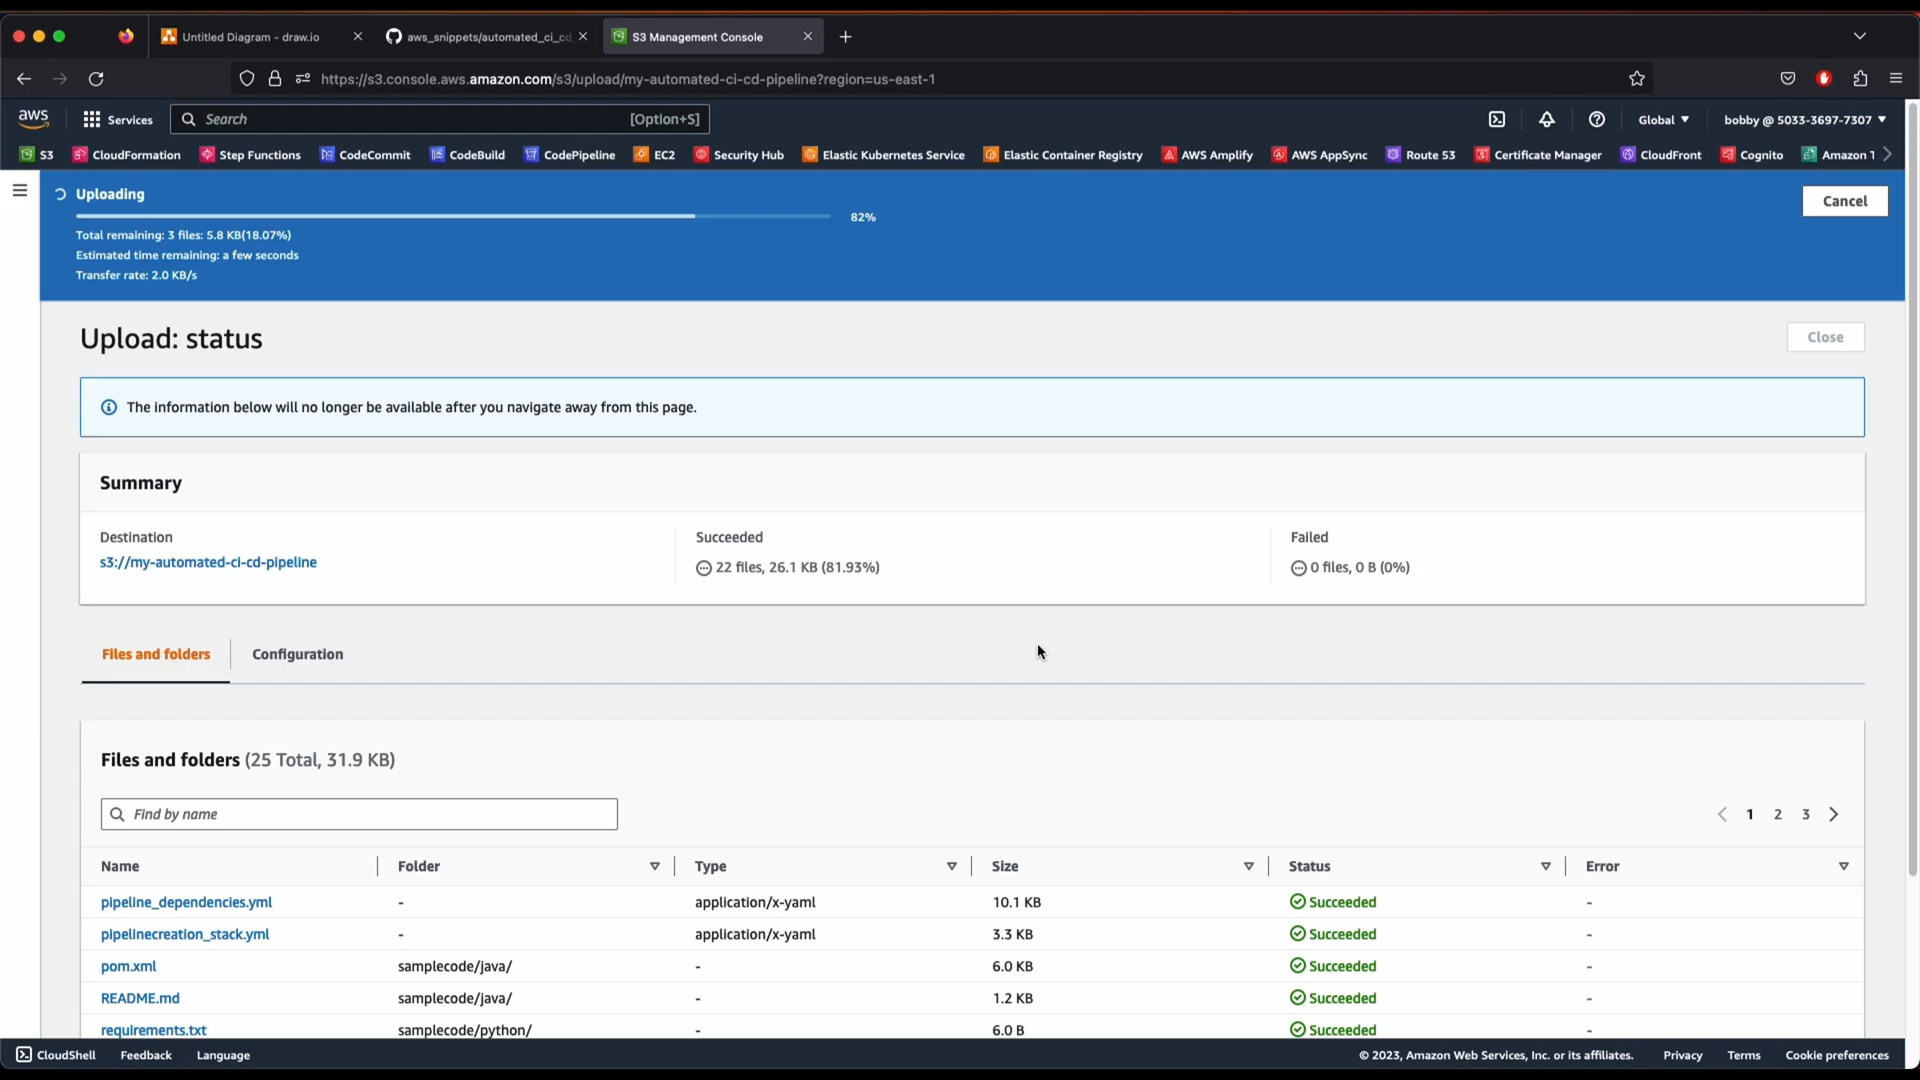 Untitled Diagram - draw.io
aws_snippets/automated_ci_cd
S3 Management Console
https://s3.console.aws.amazon.com/s3/upload/my-automated-ci-cd-pipeline?region=us-east-1
aws
Services
Search
[Option+S]
Global
bobby @ 5033-3697-7307
S3
CloudFormation
Step Functions
CodeCommit
CodeBuild
CodePipeline
EC2
Security Hub
Elastic Kubernetes Service
Elastic Container Registry
AWS Amplify
AWS AppSync
Route 53
Certificate Manager
CloudFront
Cognito
Amazon T
Uploading
82%
Cancel
Total remaining: 3 files: 5.8 KB(18.07%)
Estimated time remaining: a few seconds
Transfer rate: 2.0 KB/s
Upload: status
Close
The information below will no longer be available after you navigate away from this page.
Summary
Destination
s3://my-automated-ci-cd-pipeline
Succeeded
22 files, 26.1 KB (81.93%)
Failed
0 files, 0 B (0%)
Files and folders
Configuration
Files and folders (25 Total, 31.9 KB)
Find by name
1 2 3
Name Folder Type Size Status Error
pipeline_dependencies.yml - application/x-yaml 10.1 KB Succeeded -
pipelinecreation_stack.yml - application/x-yaml 3.3 KB Succeeded -
pom.xml samplecode/java/ - 6.0 KB Succeeded -
README.md samplecode/java/ - 1.2 KB Succeeded -
requirements.txt samplecode/python/ - 6.0 B Succeeded -
CloudShell
Feedback
Language
© 2023, Amazon Web Services, Inc. or its affiliates.
Privacy
Terms
Cookie preferences